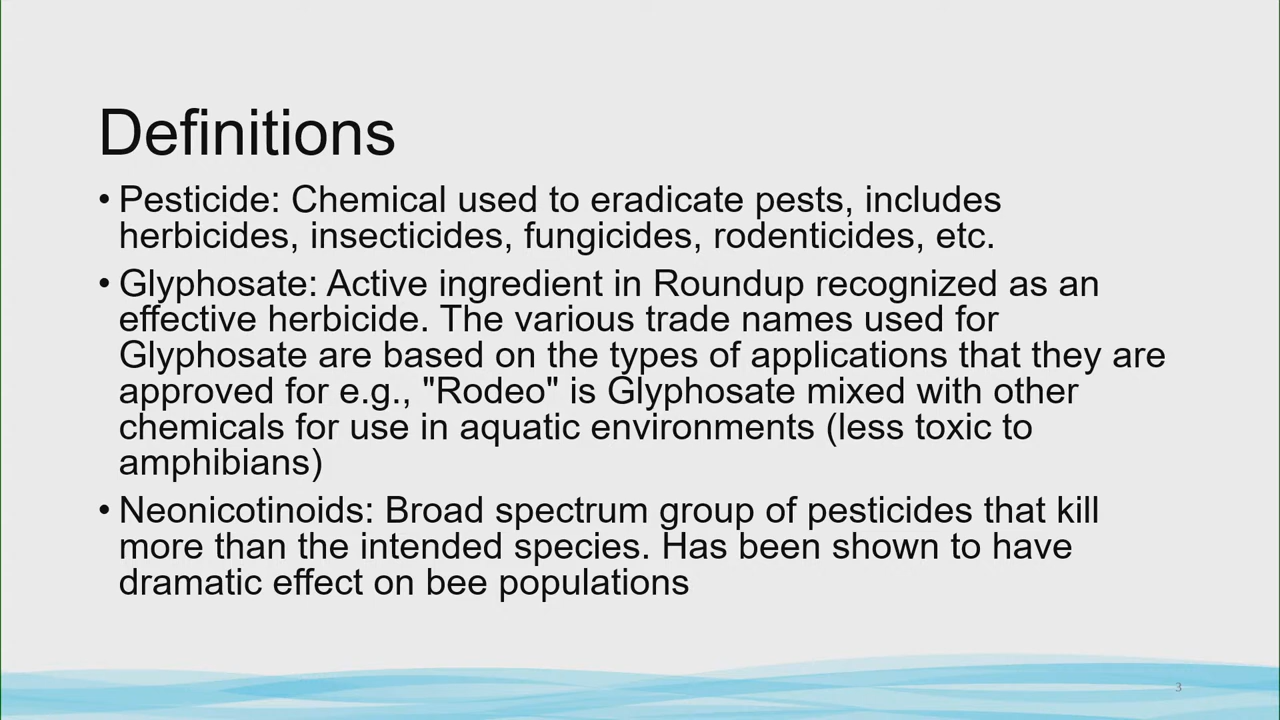 Definitions
• Pesticide: Chemical used to eradicate pests, includes
herbicides, insecticides, fungicides, rodenticides, etc.
• Glyphosate: Active ingredient in Roundup recognized as an
effective herbicide. The various trade names used for
Glyphosate are based on the types of applications that they are
approved for e.g., "Rodeo" is Glyphosate mixed with other
chemicals for use in aquatic environments (less toxic to
amphibians)
• Neonicotinoids: Broad spectrum group of pesticides that kill
more than the intended species. Has been shown to have
dramatic effect on bee populations
3